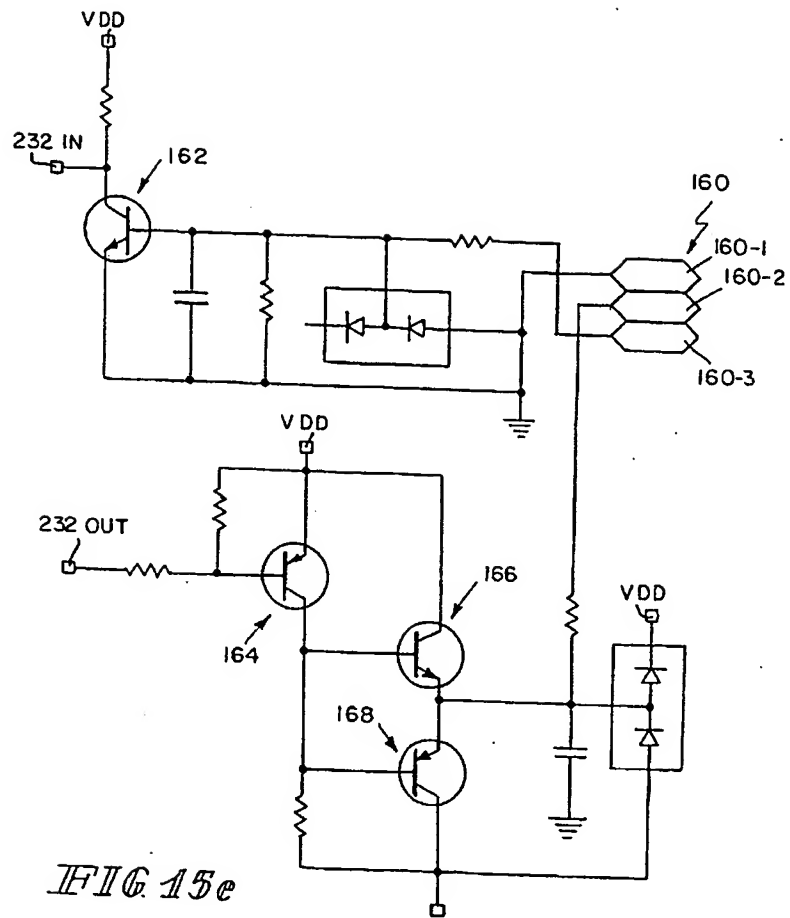 VDD
232 IN
162
160
160-1
160-2
160-3
VDD
232 OUT
164
166
168
VDD
FIG. 15e